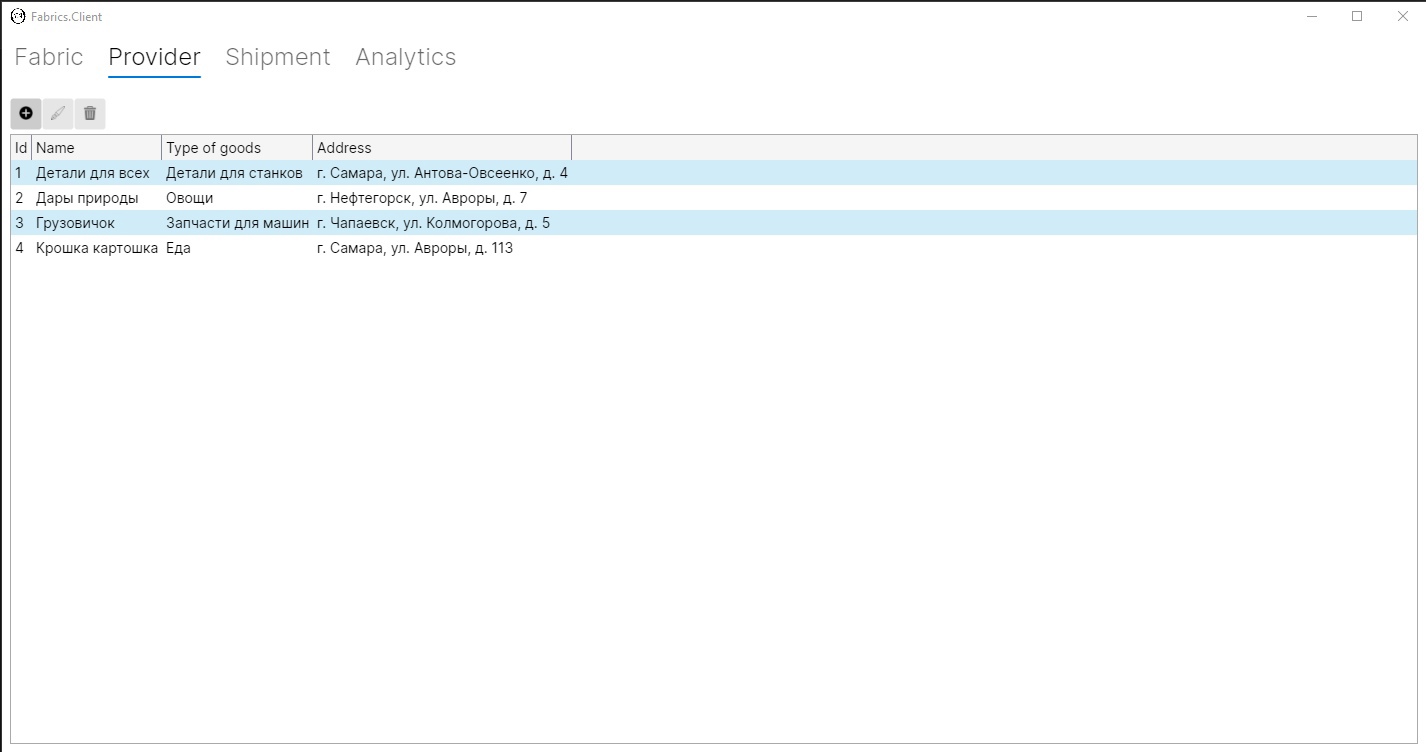 Fabrics.Client
Fabric Provider Shipment Analytics
Id Name Type of goods Address
1 Детали для всех Детали для станков г. Самара, ул. Антова-Овсеенко, д. 4
2 Дары природы Овощи г. Нефтегорск, ул. Авроры, д. 7
3 Грузовичок Запчасти для машин г. Чапаевск, ул. Колмогорова, д. 5
4 Крошка картошка Еда г. Самара, ул. Авроры, д. 113